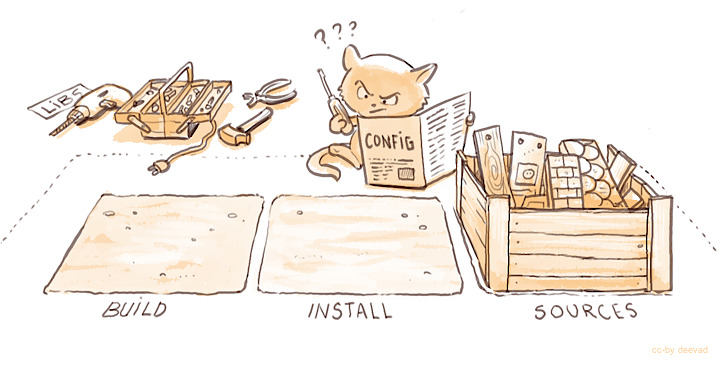 ???
LiBS
CONFiG
BUiLD
INSTALL
SOURCES
cc-by deevad